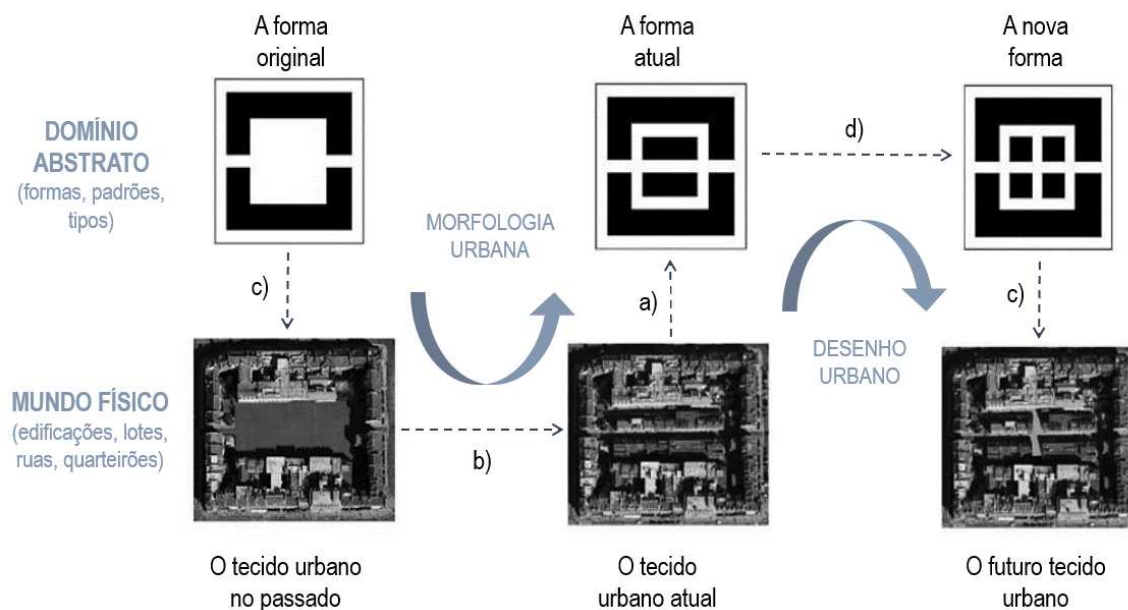 A forma
original
A forma
atual
A nova
forma
DOMÍNIO
ABSTRATO
(formas, padrões,
tipos)
d)
MORFOLOGIA
URBANA
c)
a)
c)
DESENHO
URBANO
MUNDO FÍSICO
(edificações, lotes,
ruas, quarteirões)
b)
O tecido urbano
no passado
O tecido
urbano atual
O futuro tecido
urbano